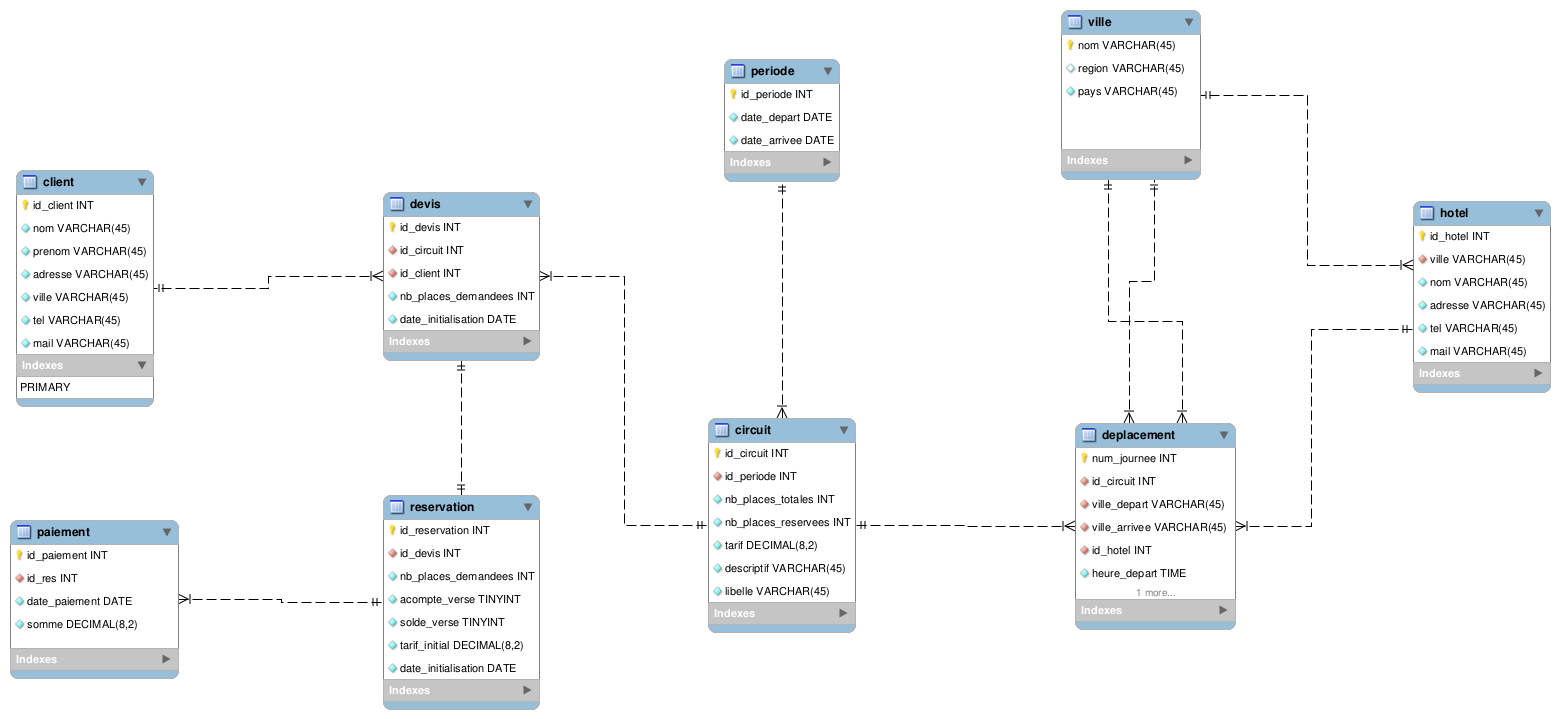 client
id_client INT
nom VARCHAR(45)
prenom VARCHAR(45)
adresse VARCHAR(45)
ville VARCHAR(45)
tel VARCHAR(45)
mail VARCHAR(45)
Indexes
PRIMARY
paiement
id_paiement INT
id_res INT
date_paiement DATE
somme DECIMAL(8,2)
Indexes
devis
id_devis INT
id_circuit INT
id_client INT
nb_places_demandees INT
date_initialisation DATE
Indexes
reservation
id_reservation INT
id_devis INT
nb_places_demandees INT
acompte_verse TINYINT
solde_verse TINYINT
tarif_initial DECIMAL(8,2)
date_initialisation DATE
Indexes
periode
id_periode INT
date_depart DATE
date_arrivee DATE
Indexes
circuit
id_circuit INT
id_periode INT
nb_places_totales INT
nb_places_reservees INT
tarif DECIMAL(8,2)
descriptif VARCHAR(45)
libelle VARCHAR(45)
Indexes
ville
nom VARCHAR(45)
region VARCHAR(45)
pays VARCHAR(45)
Indexes
deplacement
num_journee INT
id_circuit INT
ville_depart VARCHAR(45)
ville_arrivee VARCHAR(45)
id_hotel INT
heure_depart TIME
1 more...
Indexes
hotel
id_hotel INT
ville VARCHAR(45)
nom VARCHAR(45)
adresse VARCHAR(45)
tel VARCHAR(45)
mail VARCHAR(45)
Indexes